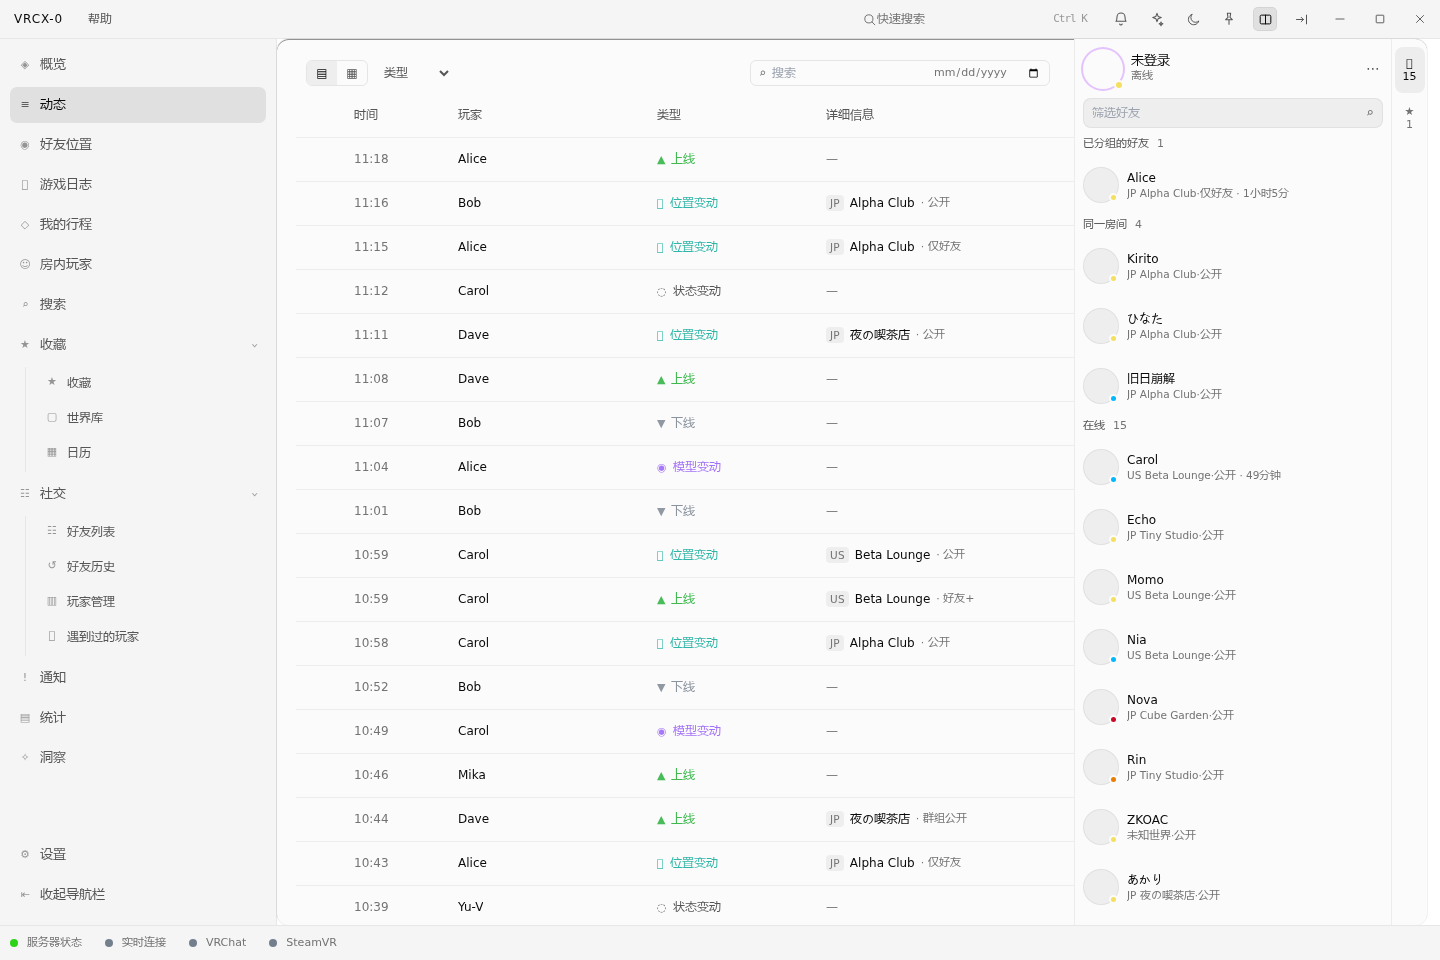 VRCX-0 帮助 快速搜索 Ctrl K
概览
动态
好友位置
游戏日志
我的行程
房内玩家
搜索
收藏
收藏
世界库
日历
社交
好友列表
好友历史
玩家管理
遇到过的玩家
通知
统计
洞察
设置
收起导航栏
类型 搜索 mm/dd/yyyy
时间 玩家 类型 详细信息
11:18 Alice 上线 —
11:16 Bob 位置变动 JP Alpha Club · 公开
11:15 Alice 位置变动 JP Alpha Club · 仅好友
11:12 Carol 状态变动 —
11:11 Dave 位置变动 JP 夜の喫茶店 · 公开
11:08 Dave 上线 —
11:07 Bob 下线 —
11:04 Alice 模型变动 —
11:01 Bob 下线 —
10:59 Carol 位置变动 US Beta Lounge · 公开
10:59 Carol 上线 US Beta Lounge · 好友+
10:58 Carol 位置变动 JP Alpha Club · 公开
10:52 Bob 下线 —
10:49 Carol 模型变动 —
10:46 Mika 上线 —
10:44 Dave 上线 JP 夜の喫茶店 · 群组公开
10:43 Alice 位置变动 JP Alpha Club · 仅好友
10:39 Yu-V 状态变动 —
未登录
离线
筛选好友
已分组的好友 1
Alice
JP Alpha Club·仅好友 · 1小时5分
同一房间 4
Kirito
JP Alpha Club·公开
ひなた
JP Alpha Club·公开
旧日崩解
JP Alpha Club·公开
在线 15
Carol
US Beta Lounge·公开 · 49分钟
Echo
JP Tiny Studio·公开
Momo
US Beta Lounge·公开
Nia
US Beta Lounge·公开
Nova
JP Cube Garden·公开
Rin
JP Tiny Studio·公开
ZKOAC
未知世界·公开
あかり
JP 夜の喫茶店·公开
15
1
服务器状态 实时连接 VRChat SteamVR